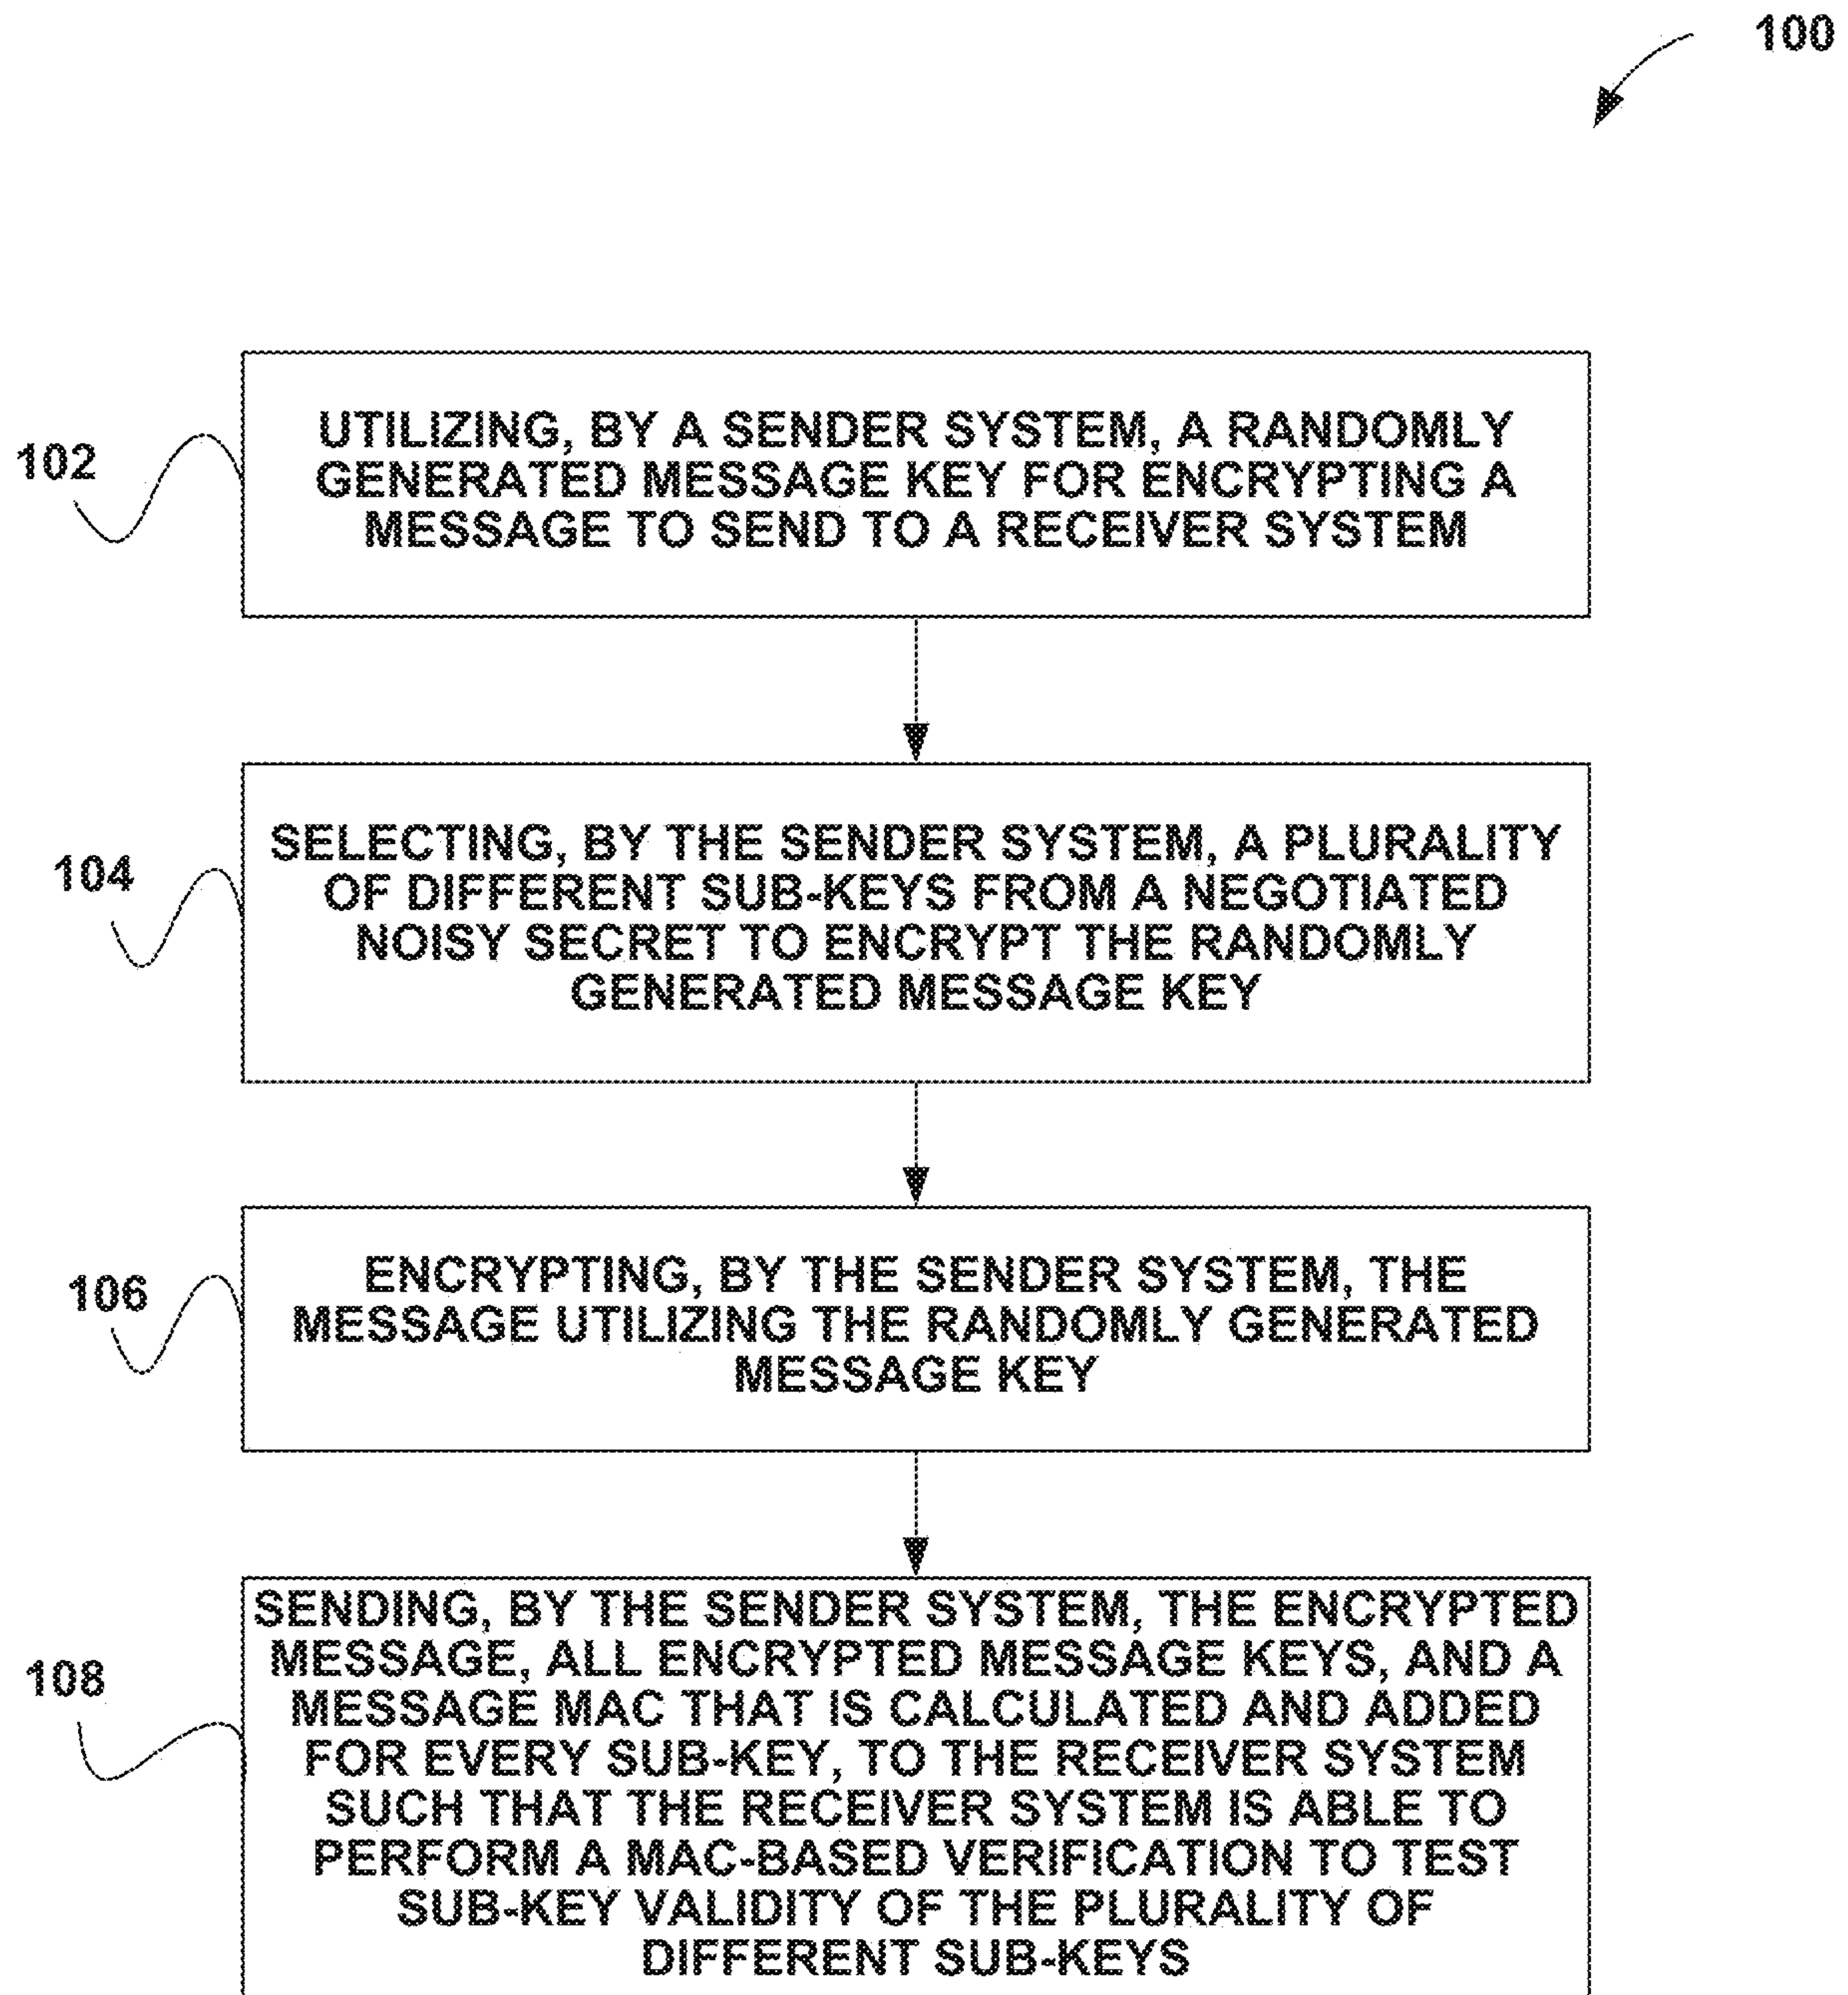 100
102
UTILIZING, BY A SENDER SYSTEM, A RANDOMLY
GENERATED MESSAGE KEY FOR ENCRYPTING A
MESSAGE TO SEND TO A RECEIVER SYSTEM
104
SELECTING, BY THE SENDER SYSTEM, A PLURALITY
OF DIFFERENT SUB-KEYS FROM A NEGOTIATED
NOISY SECRET TO ENCRYPT THE RANDOMLY
GENERATED MESSAGE KEY
106
ENCRYPTING, BY THE SENDER SYSTEM, THE
MESSAGE UTILIZING THE RANDOMLY GENERATED
MESSAGE KEY
108
SENDING, BY THE SENDER SYSTEM, THE ENCRYPTED
MESSAGE, ALL ENCRYPTED MESSAGE KEYS, AND A
MESSAGE MAC THAT IS CALCULATED AND ADDED
FOR EVERY SUB-KEY, TO THE RECEIVER SYSTEM
SUCH THAT THE RECEIVER SYSTEM IS ABLE TO
PERFORM A MAC-BASED VERIFICATION TO TEST
SUB-KEY VALIDITY OF THE PLURALITY OF
DIFFERENT SUB-KEYS